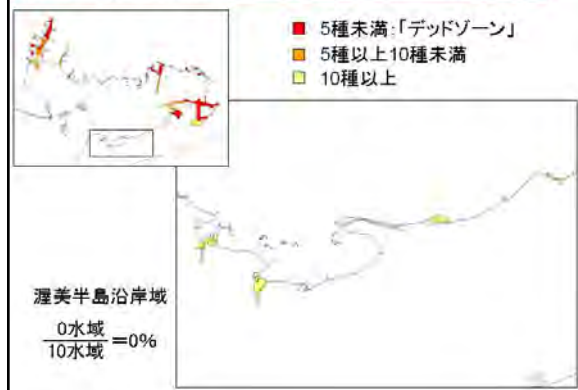 5種未満:「デッドゾーン」
5種以上10種未満
10種以上
渥美半島沿岸域
0水域
10水域
=0%